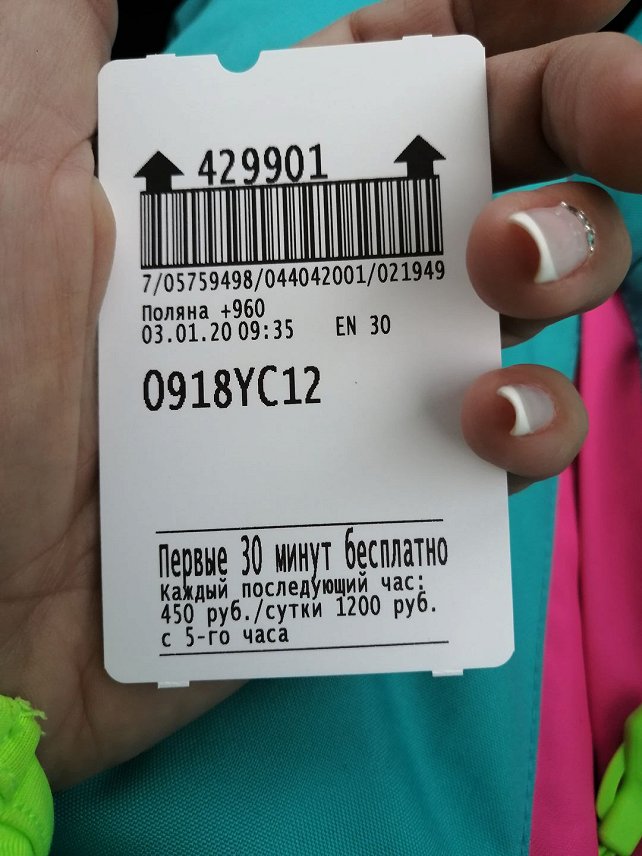 429901
7/05759498/044042001/021949
Поляна +960
03.01.20 09:35 EN 30
О918УС12
Первые 30 минут бесплатно
Каждый последующий час:
450 руб./сутки 1200 руб.
с 5-го часа